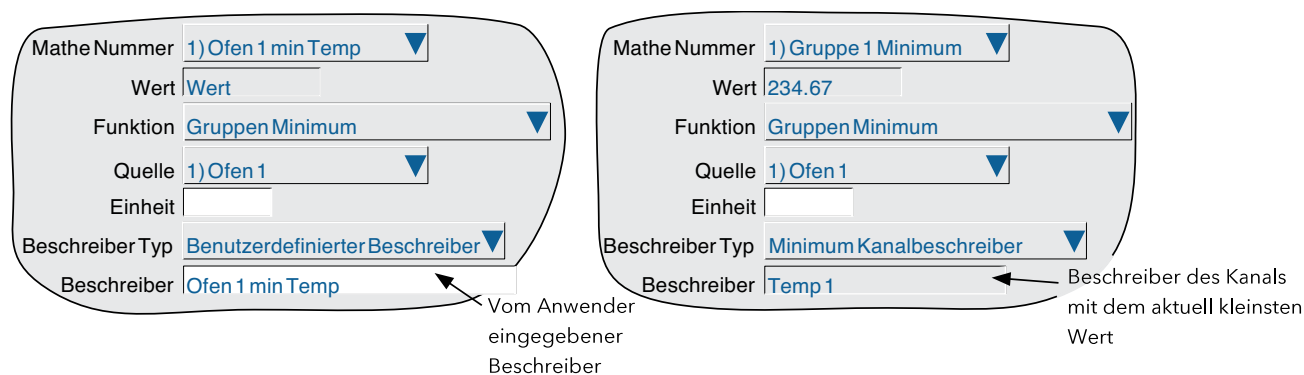 Mathe Nummer 1) Ofen 1 min Temp
Wert Wert
Funktion Gruppen Minimum
Quelle 1) Ofen 1
Einheit
Beschreiber Typ Benutzerdefinierter Beschreiber
Beschreiber Ofen 1 min Temp
Vom Anwender
eingegebener
Beschreiber
Mathe Nummer 1) Gruppe 1 Minimum
Wert 234.67
Funktion Gruppen Minimum
Quelle 1) Ofen 1
Einheit
Beschreiber Typ Minimum Kanalbeschreiber
Beschreiber Temp 1
Beschreiber des Kanals
mit dem aktuell kleinsten
Wert